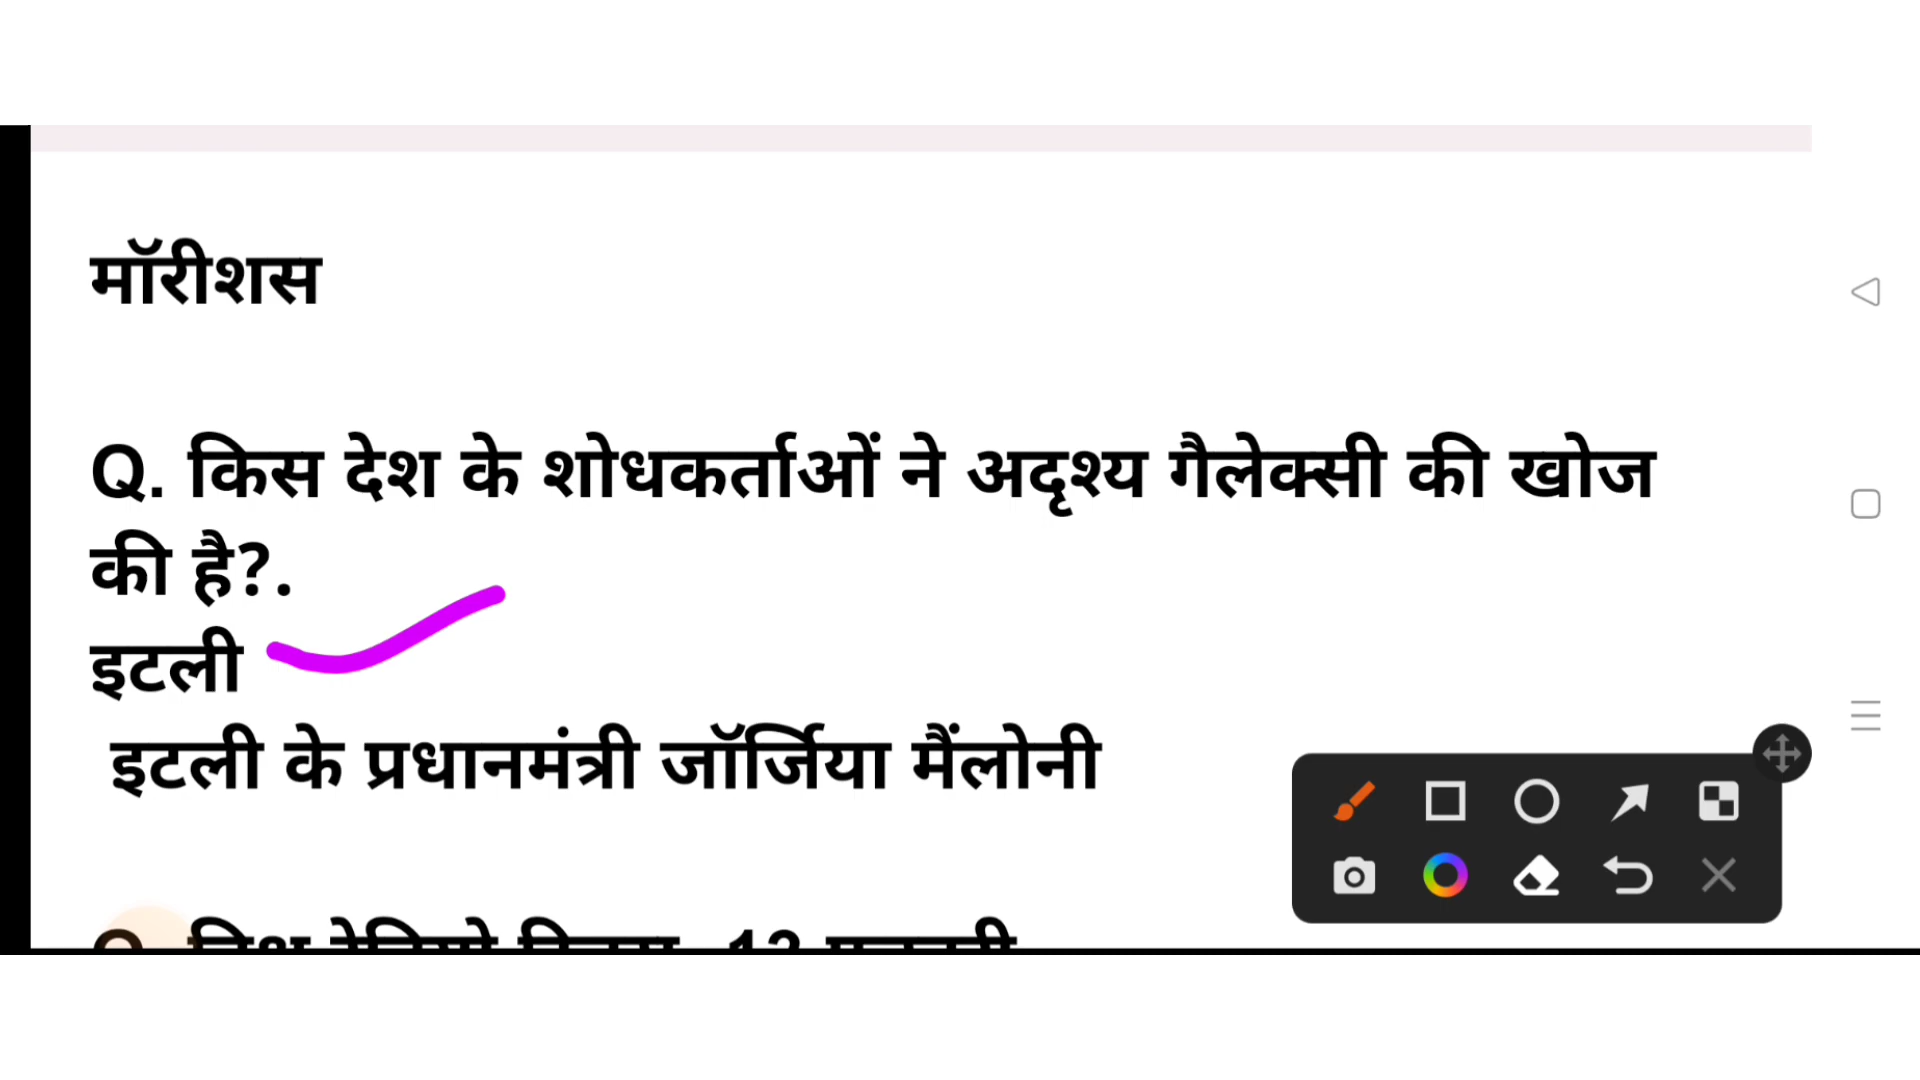 मॉरीशस
Q. किस देश के शोधकर्ताओं ने अदृश्य गैलेक्सी की खोज
की है?.
इटली
इटली के प्रधानमंत्री जॉर्जिया मैंलोनी